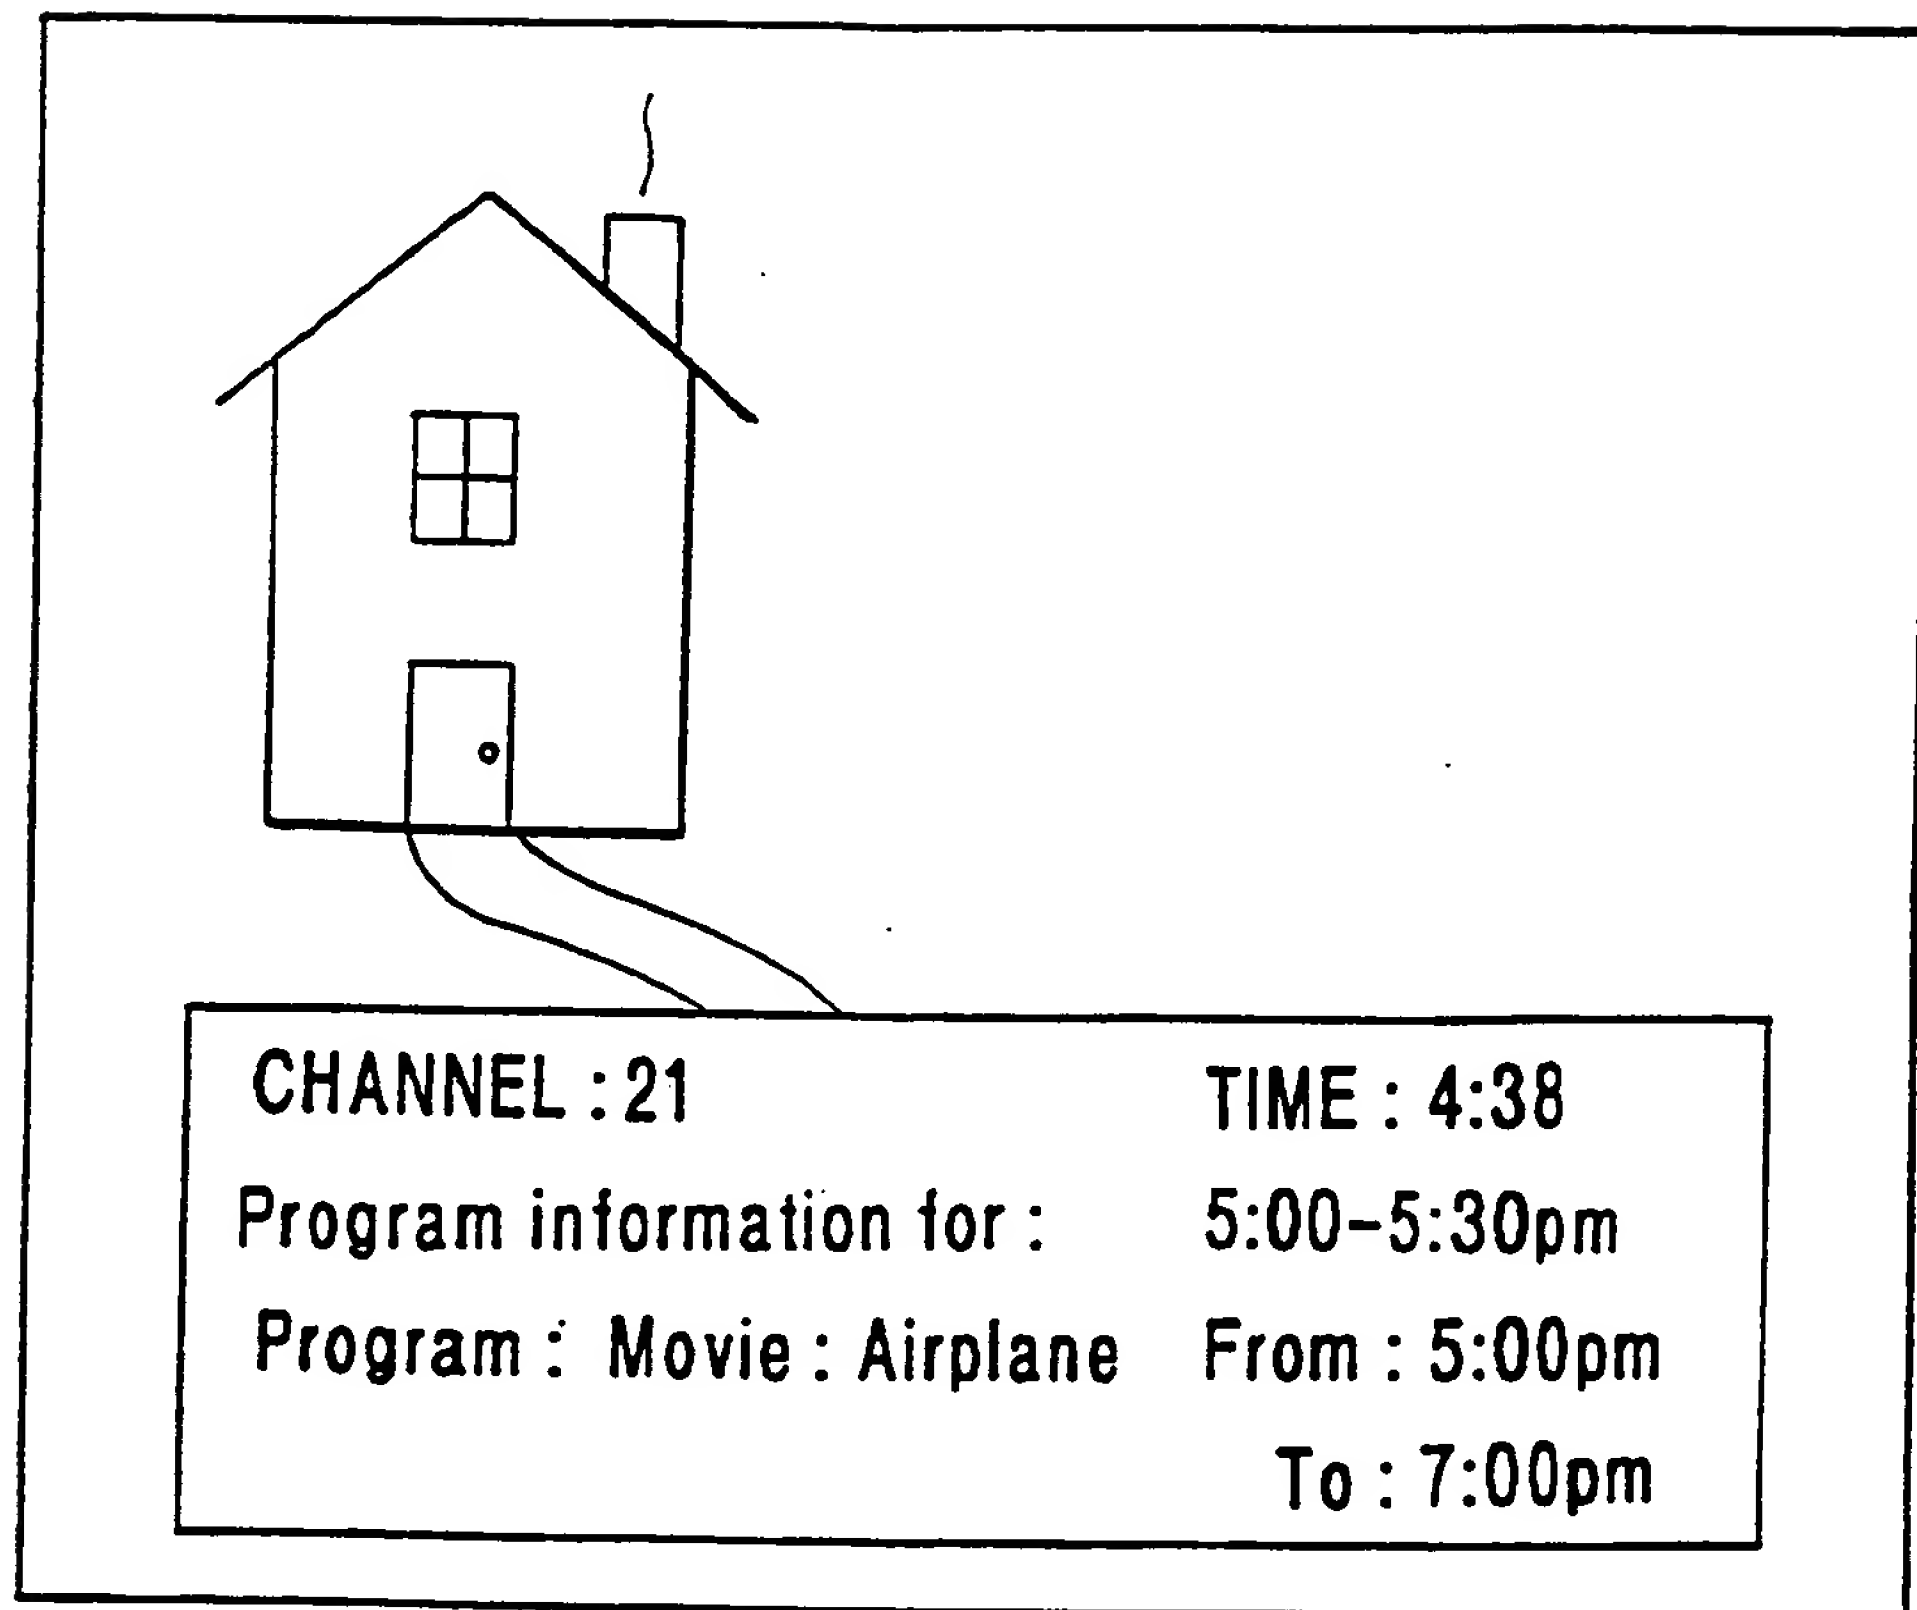 CHANNEL : 21 TIME : 4:38
Program information for : 5:00-5:30pm
Program : Movie : Airplane From : 5:00pm
To : 7:00pm